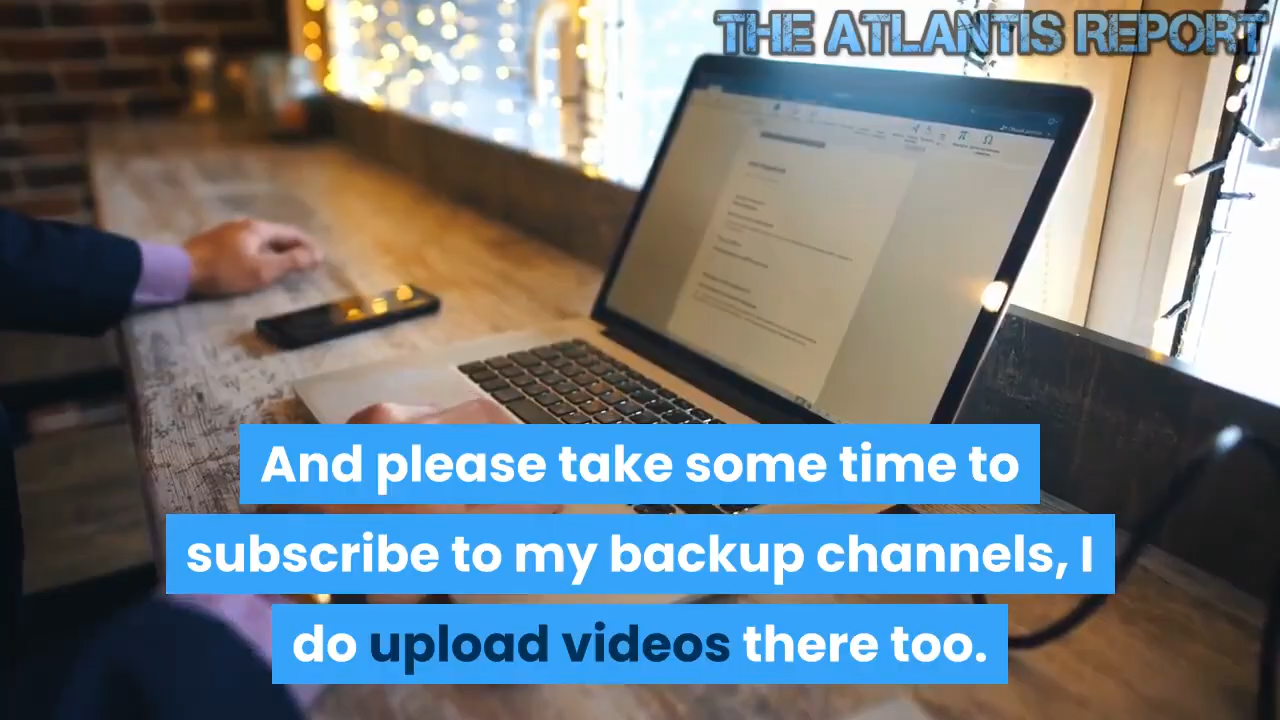 THE ATLANTIS REPORT
And please take some time to
subscribe to my backup channels, I
do upload videos there too.